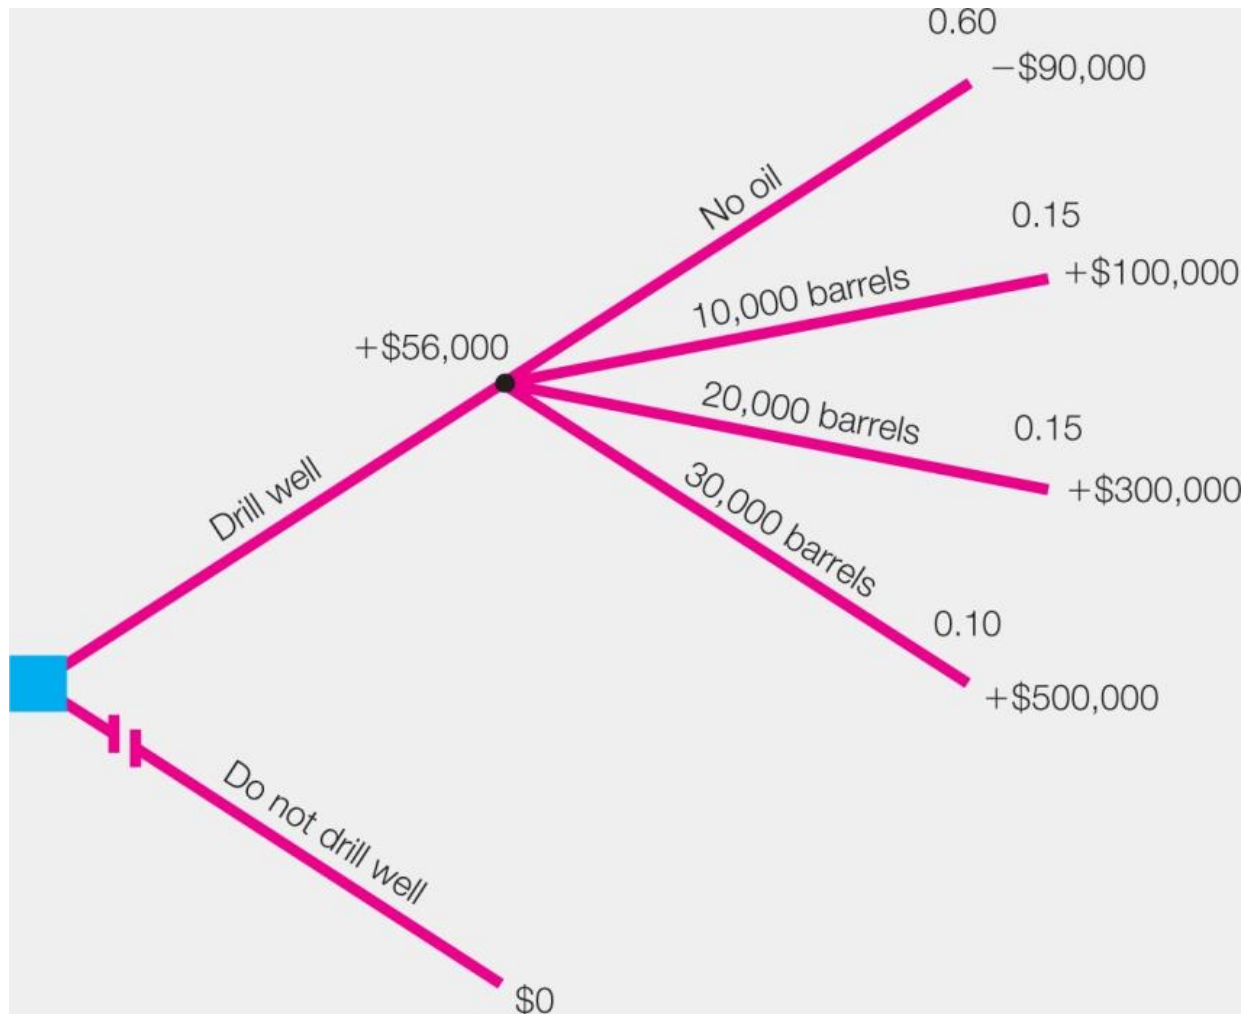 0.60
−$90,000
No oil
0.15
+$100,000
10,000 barrels
+$56,000
20,000 barrels
0.15
+$300,000
30,000 barrels
Drill well
0.10
+$500,000
Do not drill well
$0